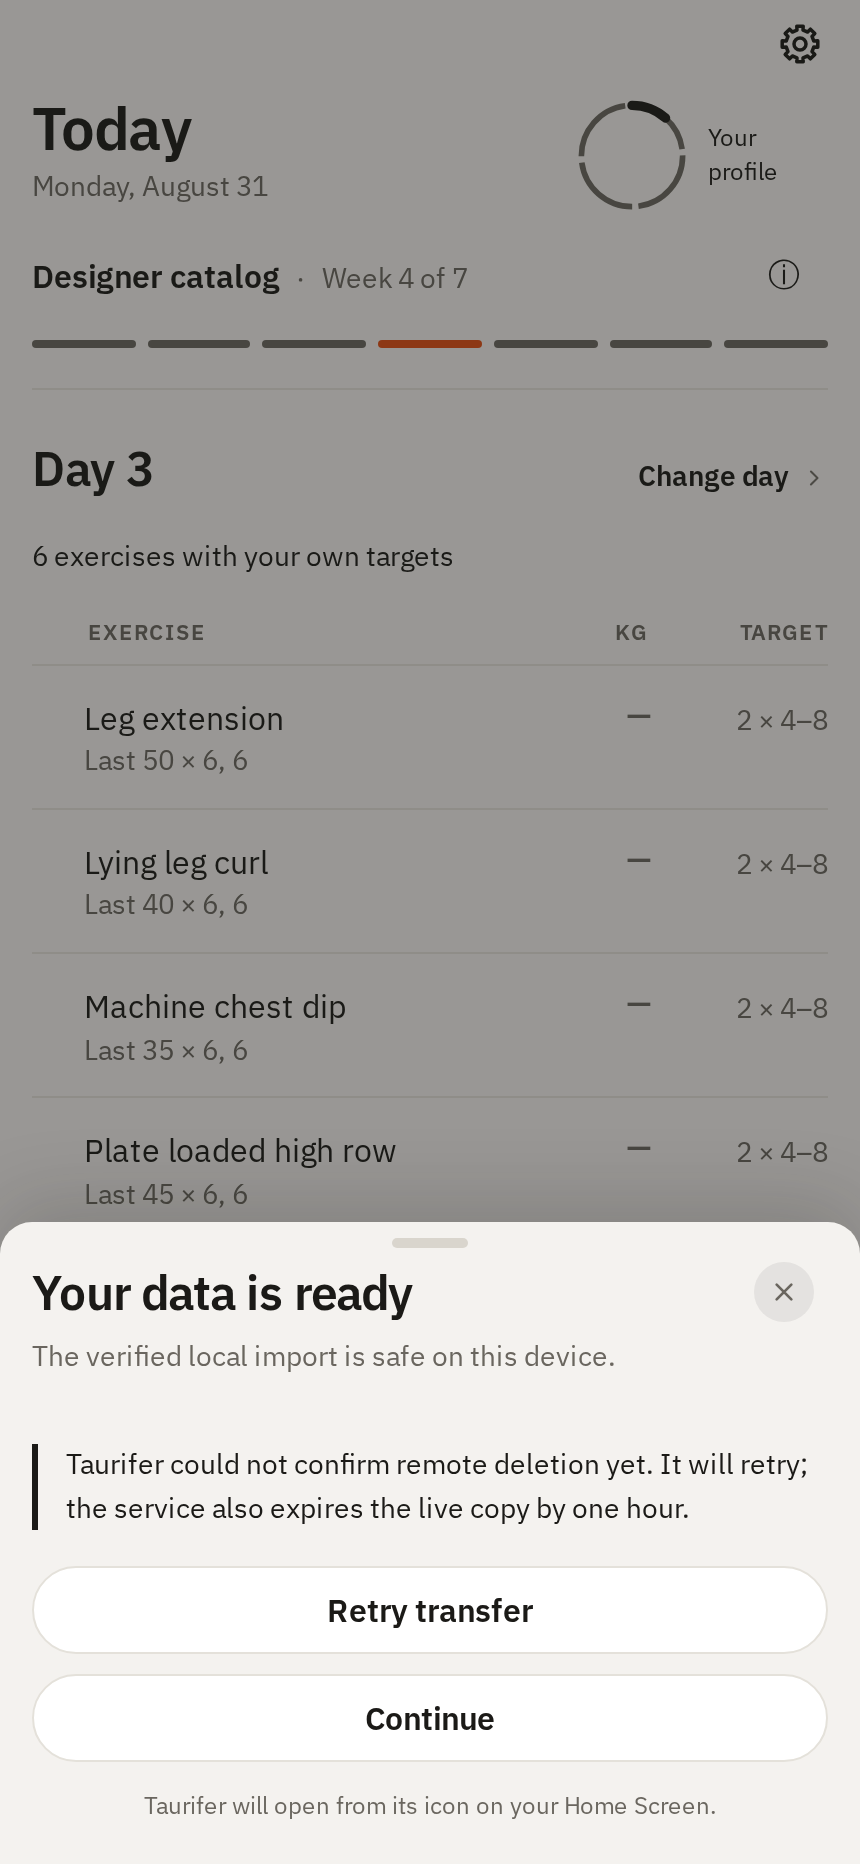 Today
Monday, August 31
Your
profile
Designer catalog · Week 4 of 7
Day 3
Change day
6 exercises with your own targets
EXERCISE KG TARGET
Leg extension — 2 × 4–8
Last 50 × 6, 6
Lying leg curl — 2 × 4–8
Last 40 × 6, 6
Machine chest dip — 2 × 4–8
Last 35 × 6, 6
Plate loaded high row — 2 × 4–8
Last 45 × 6, 6
Your data is ready
The verified local import is safe on this device.
Taurifer could not confirm remote deletion yet. It will retry;
the service also expires the live copy by one hour.
Retry transfer
Continue
Taurifer will open from its icon on your Home Screen.